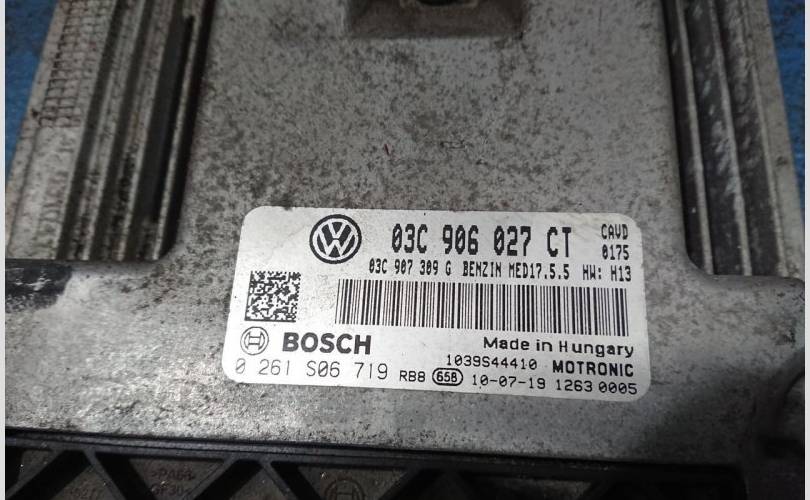 03C 906 027 CT CAVD
0175
03C 907 309 G BENZIN MED17.5.5 HW: H13
BOSCH Made in Hungary
1039S44410 MOTRONIC
0 261 S06 719 RB8 658 10-07-19 1263 0005